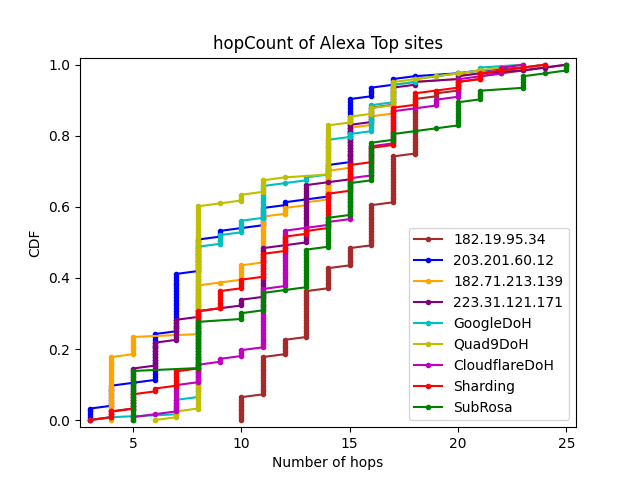 hopCount of Alexa Top sites
CDF
1.0
0.8
0.6
0.4
0.2
0.0
5 10 15 20 25
Number of hops
182.19.95.34
203.201.60.12
182.71.213.139
223.31.121.171
GoogleDoH
Quad9DoH
CloudflareDoH
Sharding
SubRosa